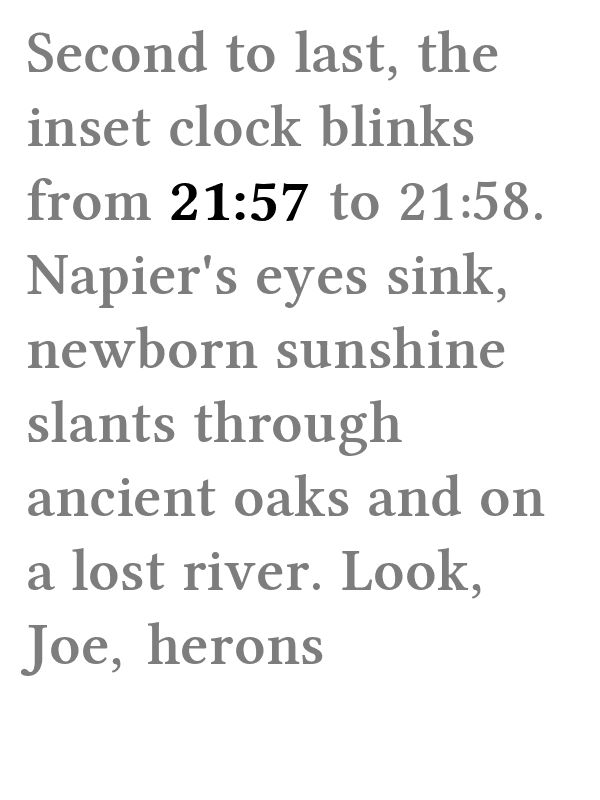 Second to last, the
inset clock blinks
from 21:57 to 21:58.
Napier's eyes sink,
newborn sunshine
slants through
ancient oaks and on
a lost river. Look,
Joe, herons